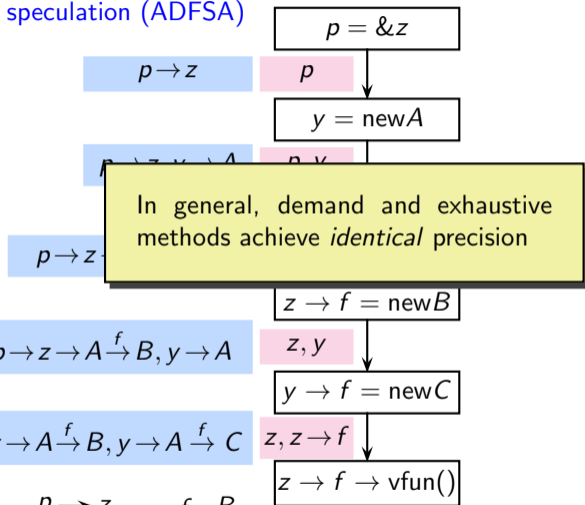 speculation (ADFSA)
p = &z
p→z p
y = newA
In general, demand and exhaustive
methods achieve identical precision
p→z
z → f = newB
→z→A f→ B, y→A z, y
y → f = newC
→A f→ B, y→A f→ C z, z→f
z → f → vfun()